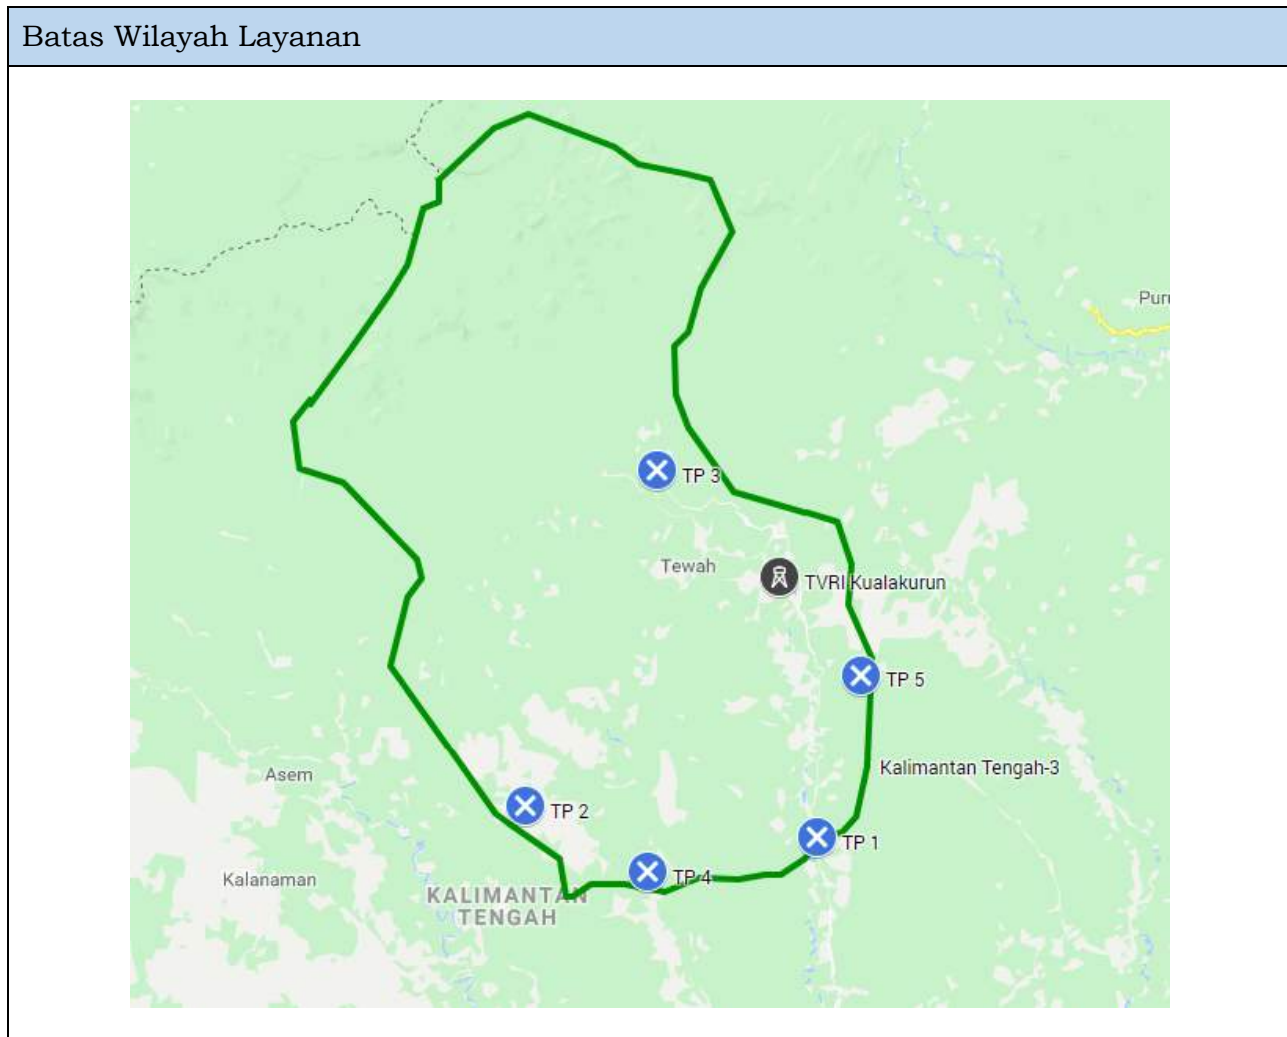 Batas Wilayah Layanan
Puru
TP 3
Tewah
TVRI Kualakurun
TP 5
Kalimantan Tengah-3
Asem
TP 2
TP 1
Kalanaman
TP 4
KALIMANTAN
TENGAH